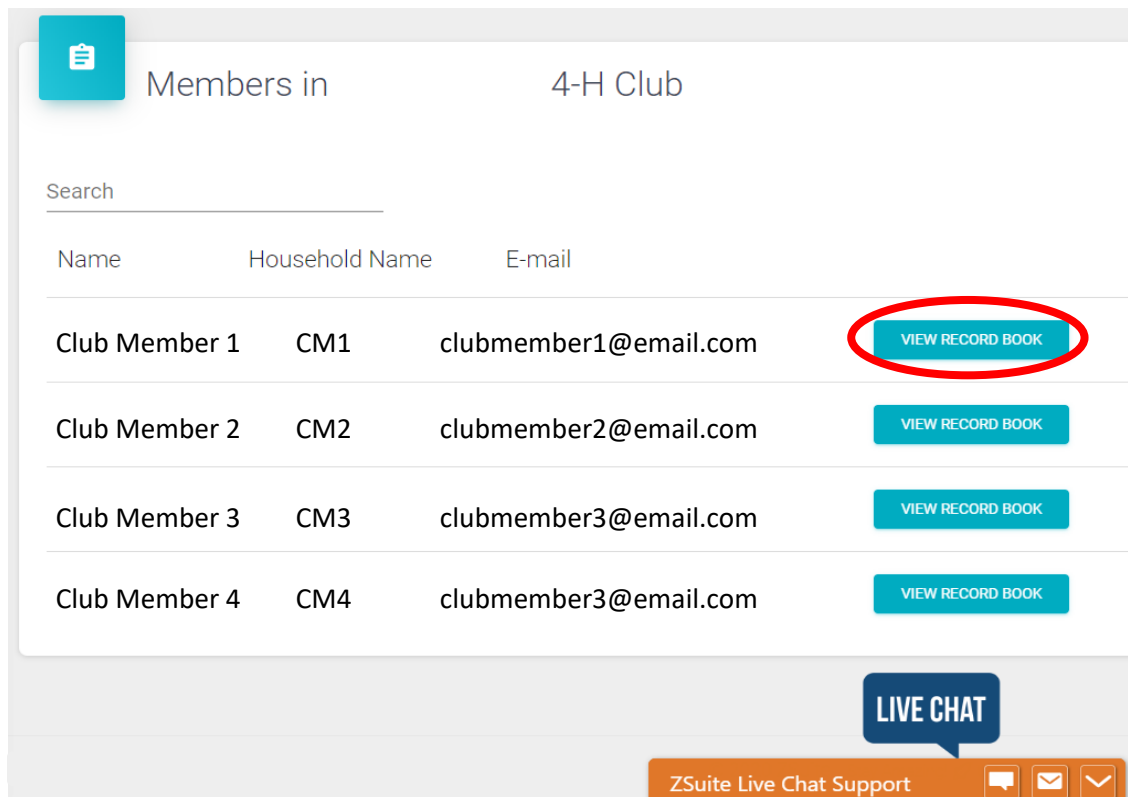 Members in 4-H Club
Search
Name Household Name E-mail
Club Member 1 CM1 clubmember1@email.com VIEW RECORD BOOK
Club Member 2 CM2 clubmember2@email.com VIEW RECORD BOOK
Club Member 3 CM3 clubmember3@email.com VIEW RECORD BOOK
Club Member 4 CM4 clubmember3@email.com VIEW RECORD BOOK
LIVE CHAT
ZSuite Live Chat Support